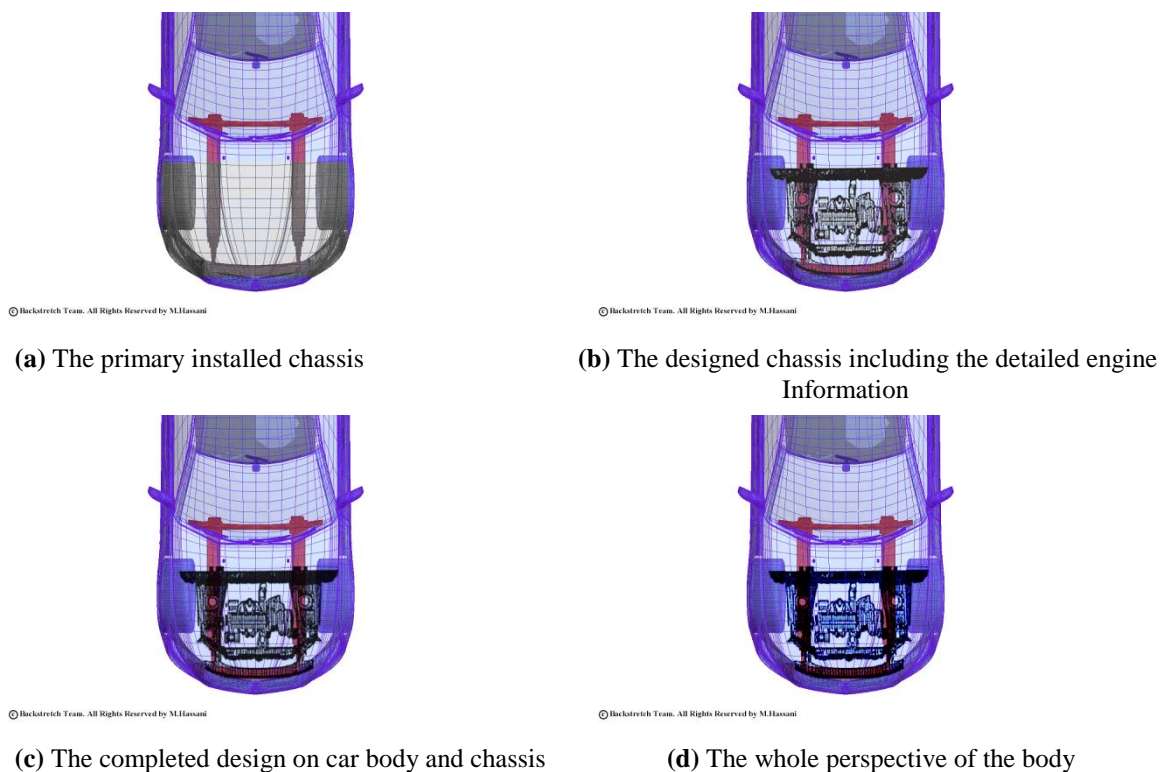 © Backstretch Team. All Rights Reserved by M.Hassani
© Backstretch Team. All Rights Reserved by M.Hassani
(a) The primary installed chassis
(b) The designed chassis including the detailed engine
Information
© Backstretch Team. All Rights Reserved by M.Hassani
© Backstretch Team. All Rights Reserved by M.Hassani
(c) The completed design on car body and chassis
(d) The whole perspective of the body